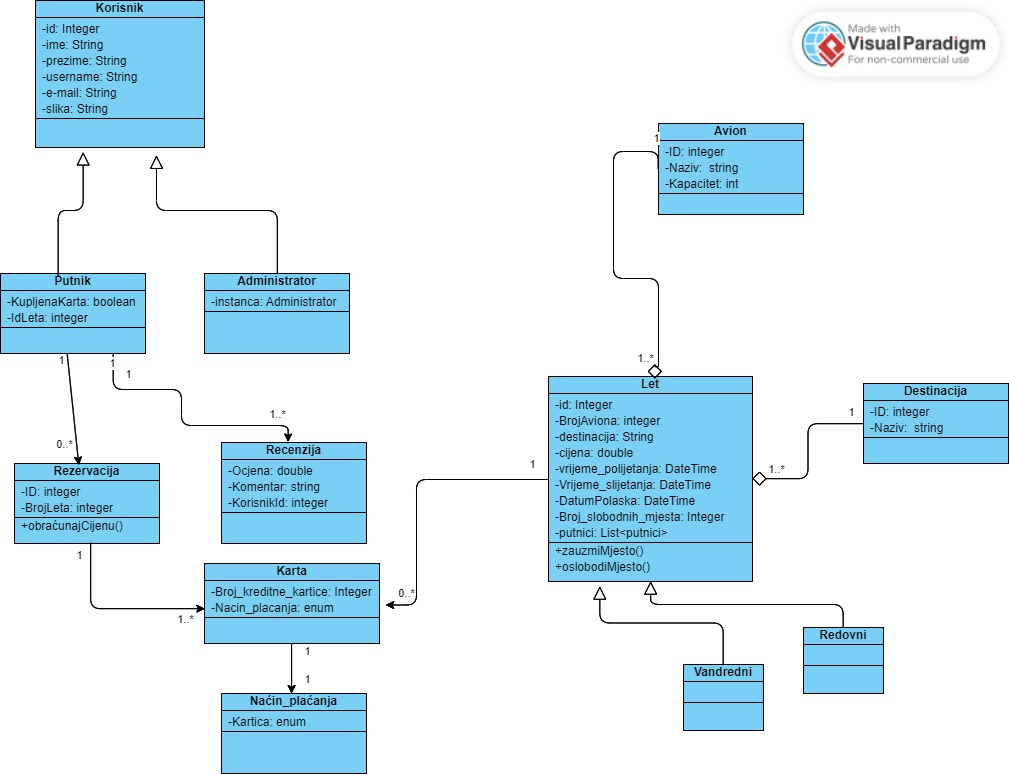 Korisnik
-id: Integer
-ime: String
-prezime: String
-username: String
-e-mail: String
-slika: String
Made with
Visual Paradigm
For non-commercial use
Avion
-ID: integer
-Naziv:  string
-Kapacitet: int
1
Putnik
-KupljenaKarta: boolean
-IdLeta: integer
Administrator
-instanca: Administrator
1
1
1
1..*
0..*
1..*
Let
-id: Integer
-BrojAviona: integer
-destinacija: String
-cijena: double
-vrijeme_polijetanja: DateTime
-Vrijeme_slijetanja: DateTime
-DatumPolaska: DateTime
-Broj_slobodnih_mjesta: Integer
-putnici: List<putnici>
+zauzmiMjesto()
+oslobodiMjesto()
Destinacija
-ID: integer
-Naziv:  string
1
1..*
Rezervacija
-ID: integer
-BrojLeta: integer
+obraćunajCijenu()
Recenzija
-Ocjena: double
-Komentar: string
-KorisnikId: integer
1
1
1..*
0..*
Karta
-Broj_kreditne_kartice: Integer
-Nacin_placanja: enum
1
1
Naćin_plaćanja
-Kartica: enum
Vandredni
Redovni